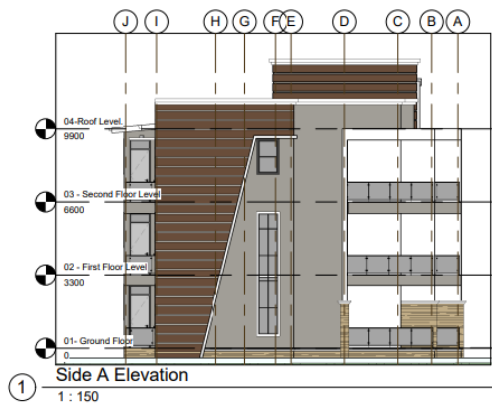 J I H G F E D C B A
04-Roof Level.
9900
03 - Second Floor Level
6600
02 - First Floor Level
3300
01- Ground Floor
0
1 Side A Elevation
1 : 150